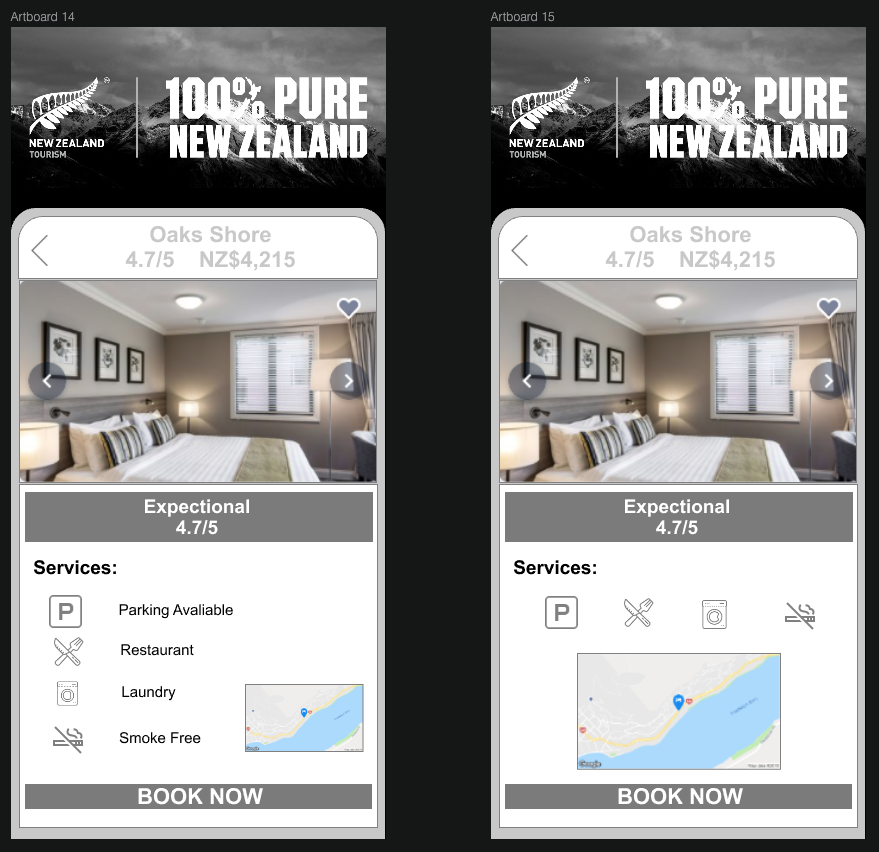 Artboard 14
NEW ZEALAND
TOURISM
100% PURE
NEW ZEALAND
Oaks Shore
4.7/5 NZ$4,215
Expectional
4.7/5
Services:
P
Parking Avaliable
Restaurant
Laundry
Smoke Free
Google
BOOK NOW
Artboard 15
NEW ZEALAND
TOURISM
100% PURE
NEW ZEALAND
Oaks Shore
4.7/5 NZ$4,215
Expectional
4.7/5
Services:
P
Google
BOOK NOW